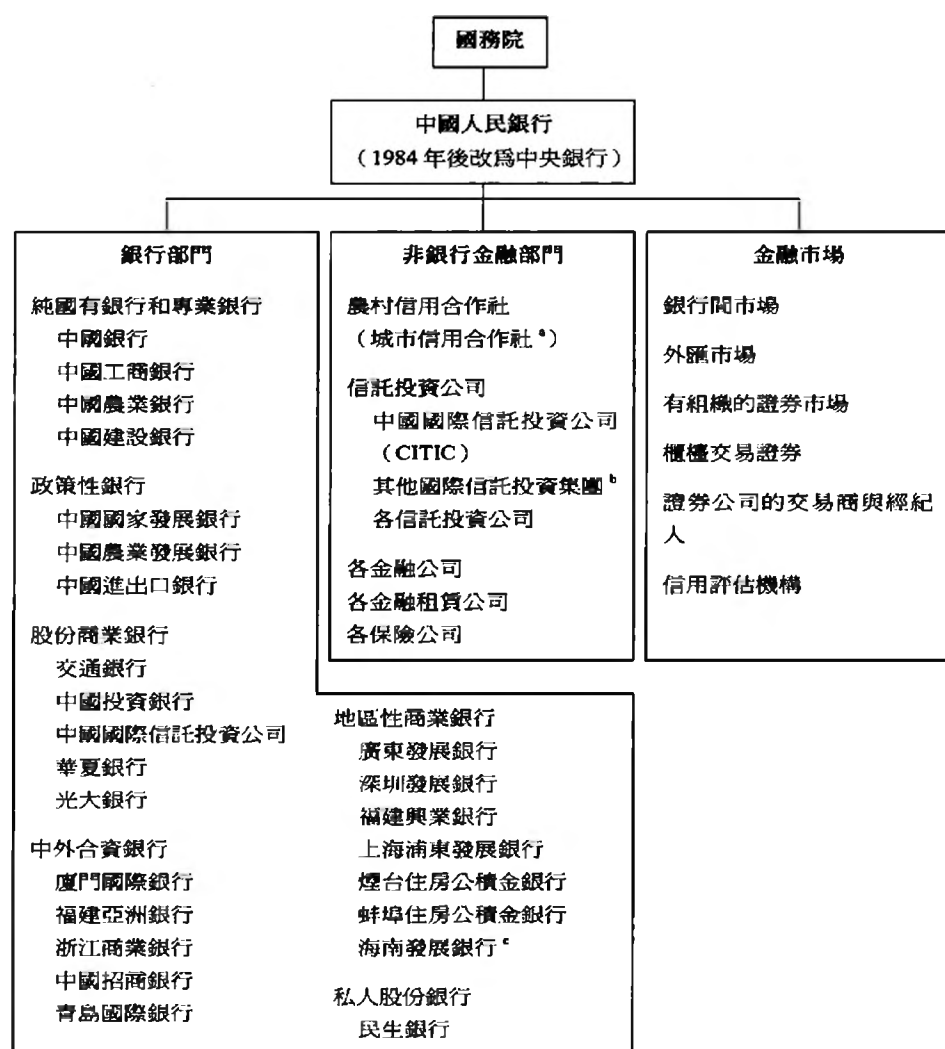 國務院
中國人民銀行
（1984 年後改爲中央銀行）
銀行部門
純國有銀行和專業銀行
中國銀行
中國工商銀行
中國農業銀行
中國建設銀行
政策性銀行
中國國家發展銀行
中國農業發展銀行
中國進出口銀行
股份商業銀行
交通銀行
中國投資銀行
中國國際信託投資公司
華夏銀行
光大銀行
中外合資銀行
廈門國際銀行
福建亞洲銀行
浙江商業銀行
中國招商銀行
青島國際銀行
地區性商業銀行
廣東發展銀行
深圳發展銀行
福建興業銀行
上海浦東發展銀行
煙台住房公積金銀行
蚌埠住房公積金銀行
海南發展銀行 c
私人股份銀行
民生銀行
非銀行金融部門
農村信用合作社
（城市信用合作社 a）
信託投資公司
中國國際信託投資公司
（CITIC）
其他國際信託投資集團 b
各信託投資公司
各金融公司
各金融租賃公司
各保險公司
金融市場
銀行間市場
外匯市場
有組織的證券市場
櫃檯交易證券
證券公司的交易商與經紀
人
信用評估機構